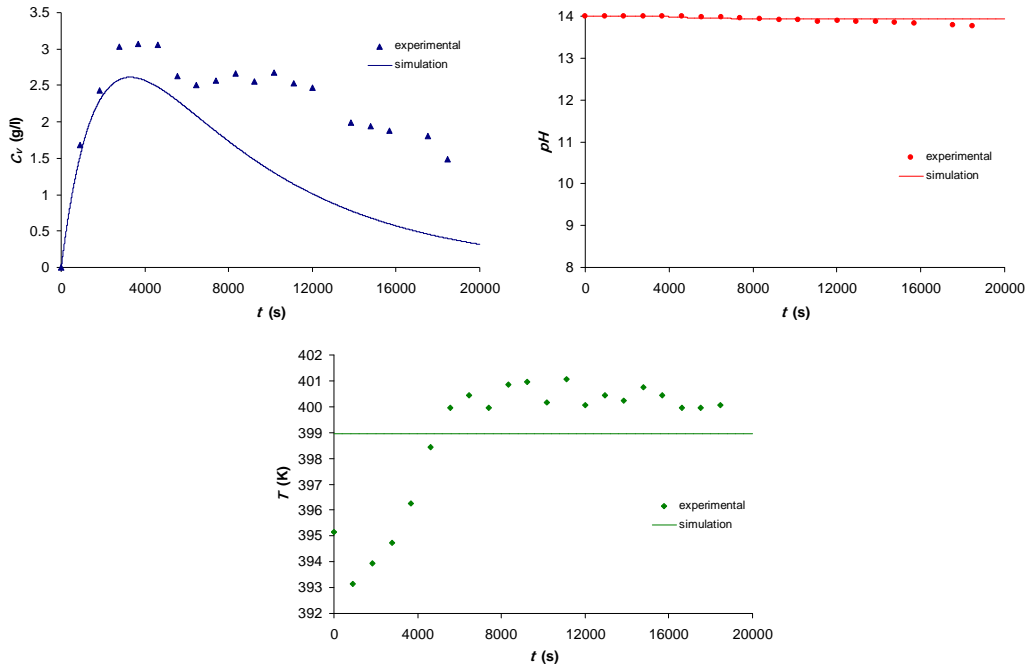 3.5
3
2.5
2
1.5
1
0.5
0
0 4000 8000 12000 16000 20000
Cv (g/l)
t (s)
experimental
simulation
14
13
12
11
10
9
8
0 4000 8000 12000 16000 20000
pH
t (s)
experimental
simulation
402
401
400
399
398
397
396
395
394
393
392
0 4000 8000 12000 16000 20000
T (K)
t (s)
experimental
simulation